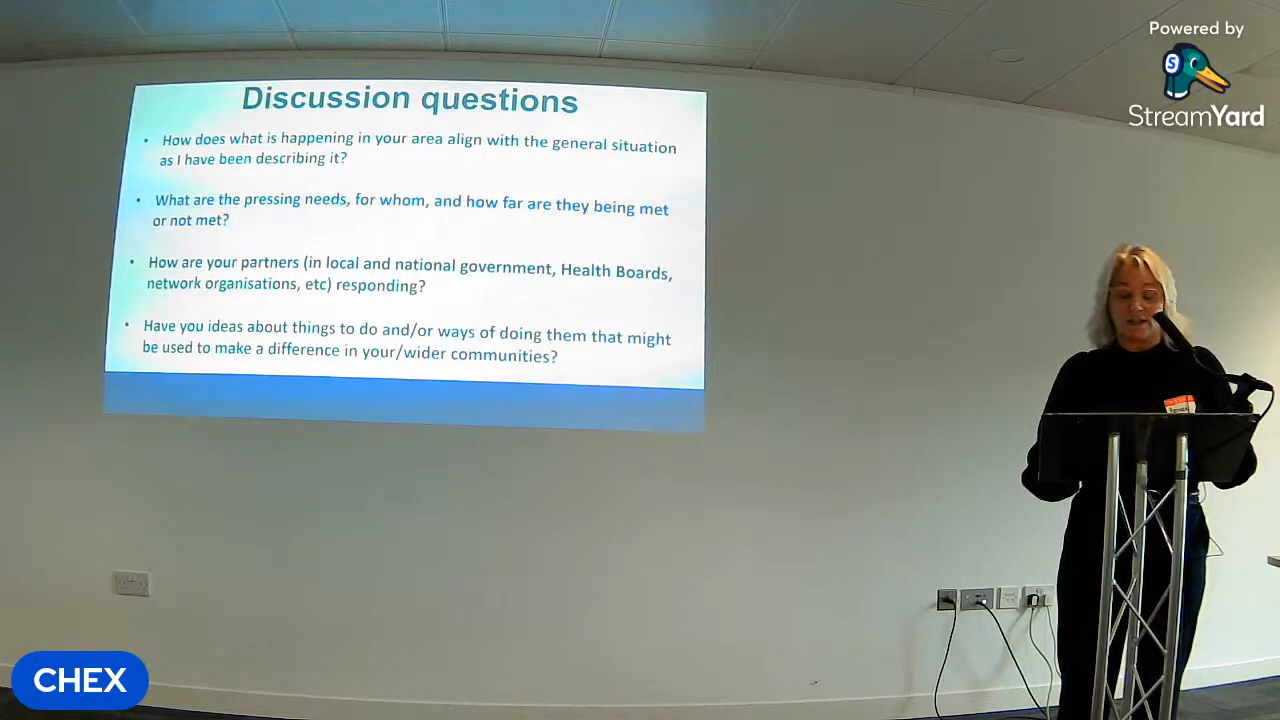 Powered by
StreamYard
Discussion questions
• How does what is happening in your area align with the general situation
as I have been describing it?
• What are the pressing needs, for whom, and how far are they being met
or not met?
• How are your partners (in local and national government, Health Boards,
network organisations, etc) responding?
• Have you ideas about things to do and/or ways of doing them that might
be used to make a difference in your/wider communities?
CHEX